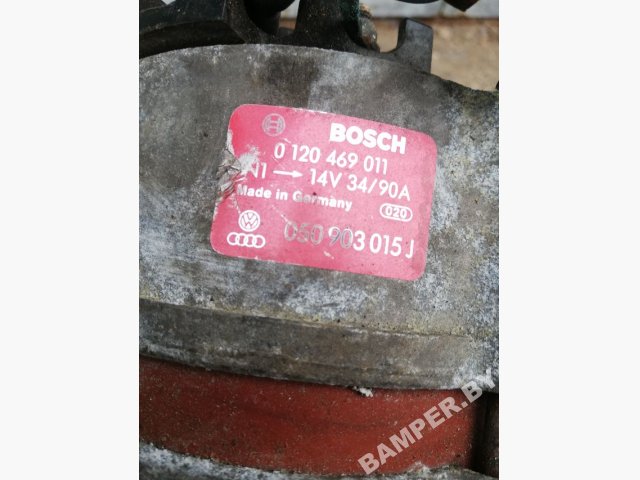 BOSCH
0 120 469 011
N1 → 14V 34/90A
Made in Germany
020
050 903 015 J
BAMPER.BY